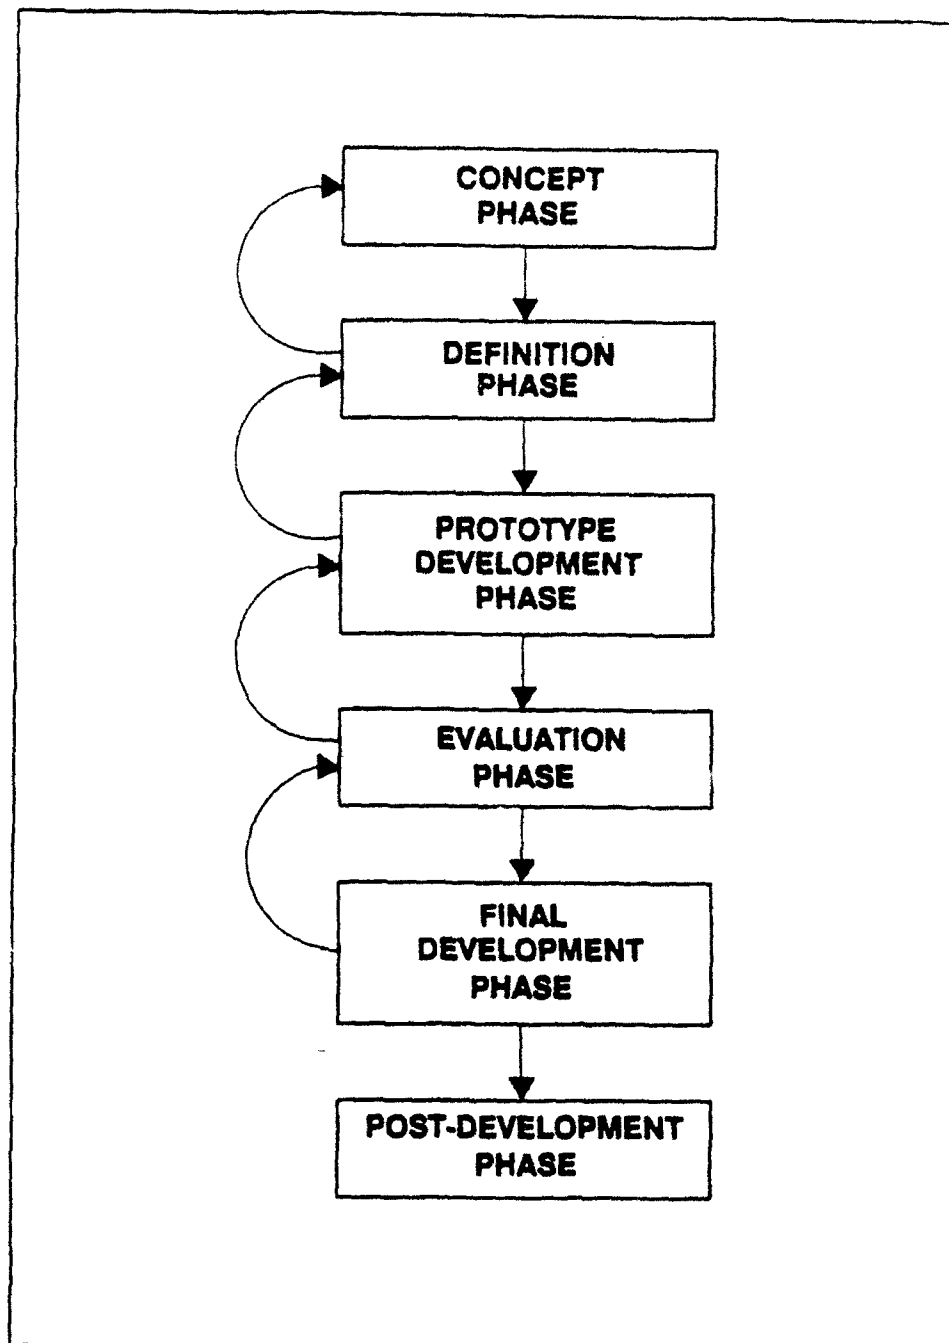 CONCEPT
PHASE
DEFINITION
PHASE
PROTOTYPE
DEVELOPMENT
PHASE
EVALUATION
PHASE
FINAL
DEVELOPMENT
PHASE
POST-DEVELOPMENT
PHASE